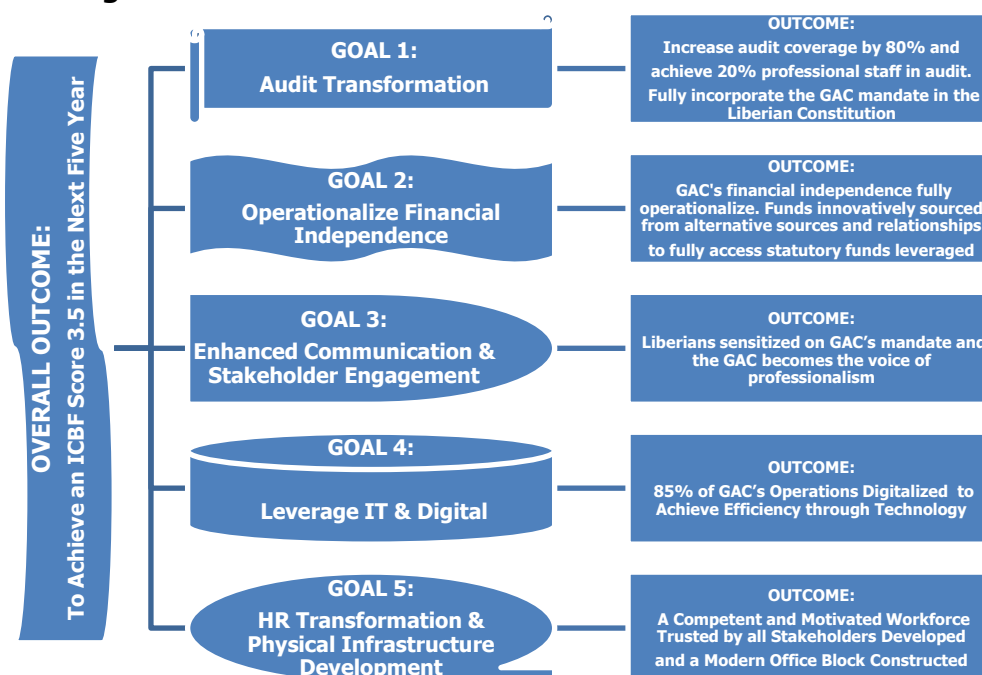 OVERALL OUTCOME:
To Achieve an ICBF Score 3.5 in the Next Five Year
GOAL 1:
Audit Transformation
OUTCOME:
Increase audit coverage by 80% and
achieve 20% professional staff in audit.
Fully incorporate the GAC mandate in the
Liberian Constitution
GOAL 2:
Operationalize Financial
Independence
OUTCOME:
GAC's financial independence fully
operationalize. Funds innovatively sourced
from alternative sources and relationships
to fully access statutory funds leveraged
GOAL 3:
Enhanced Communication &
Stakeholder Engagement
OUTCOME:
Liberians sensitized on GAC’s mandate and
the GAC becomes the voice of
professionalism
GOAL 4:
Leverage IT & Digital
OUTCOME:
85% of GAC’s Operations Digitalized to
Achieve Efficiency through Technology
GOAL 5:
HR Transformation &
Physical Infrastructure
Development
OUTCOME:
A Competent and Motivated Workforce
Trusted by all Stakeholders Developed
and a Modern Office Block Constructed